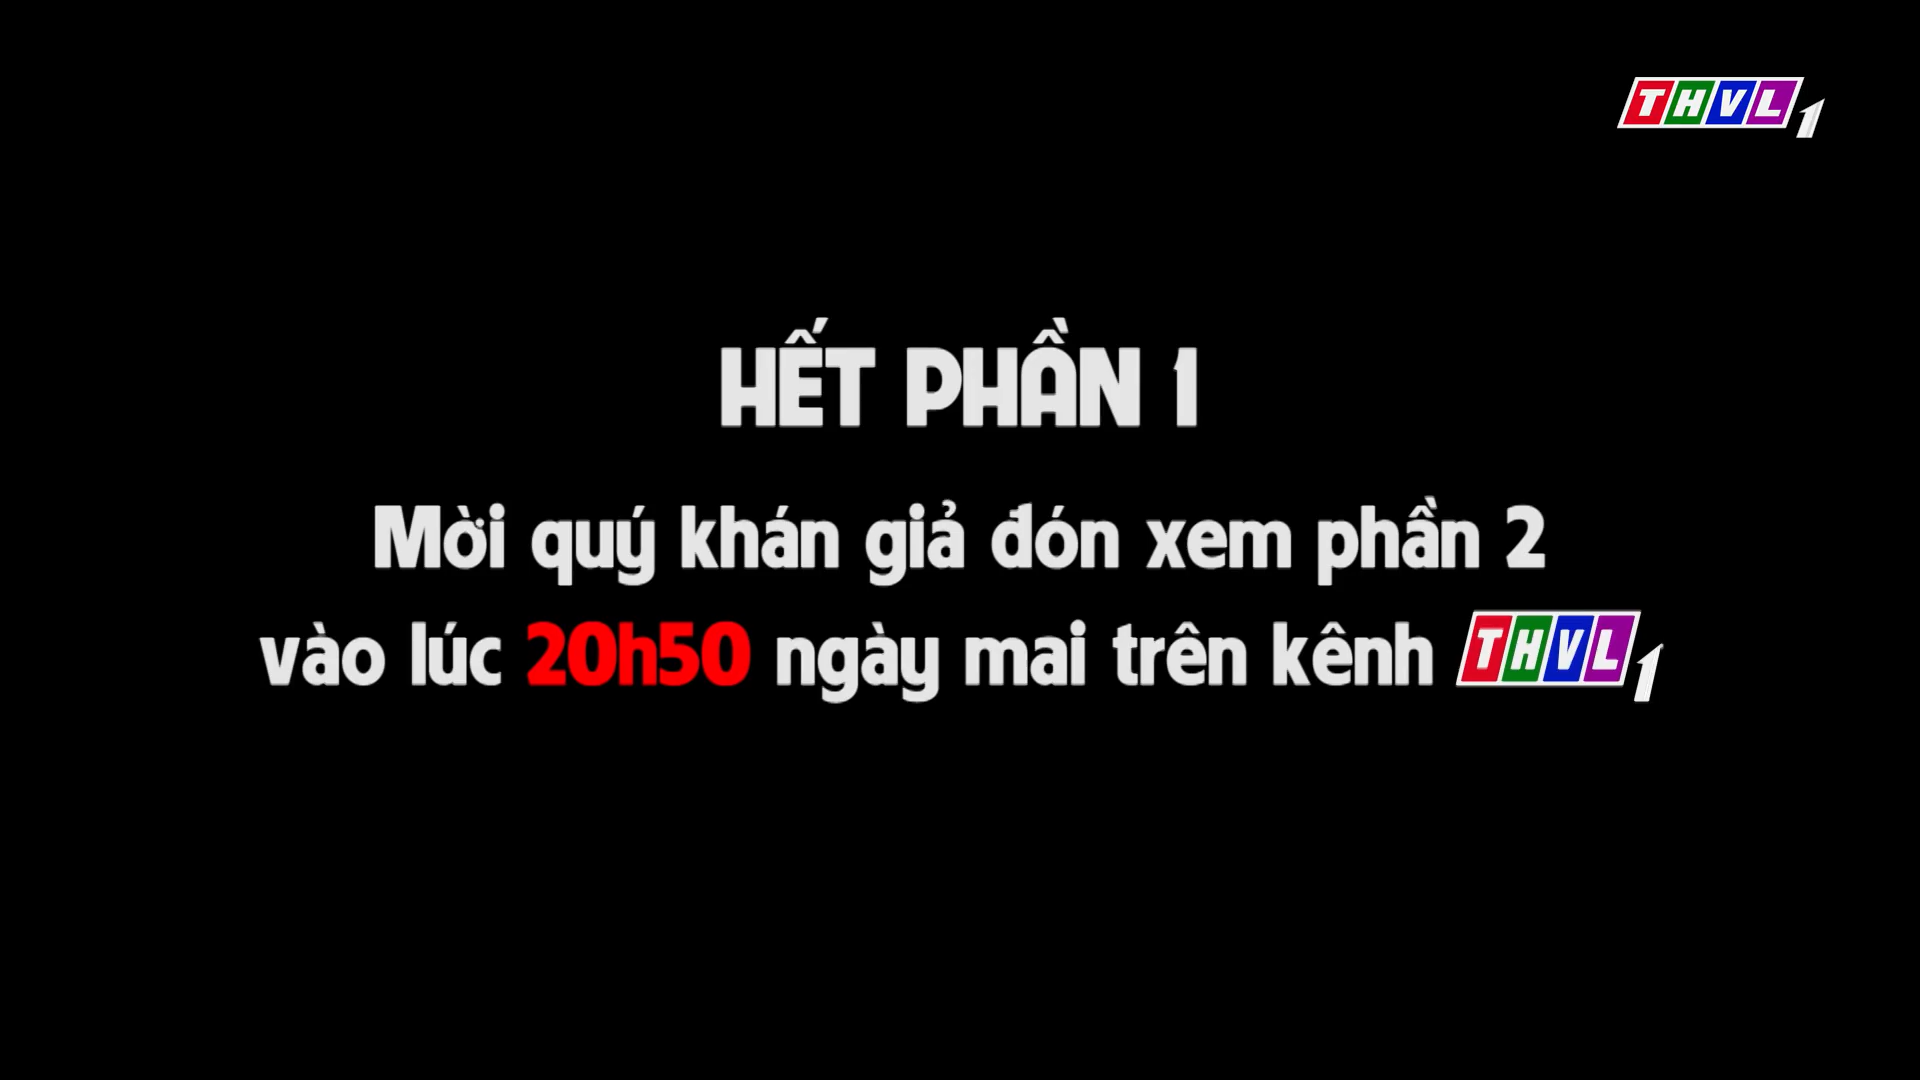 THVL1
HẾT PHẦN 1
Mời quý khán giả đón xem phần 2
vào lúc 20h50 ngày mai trên kênh THVL1